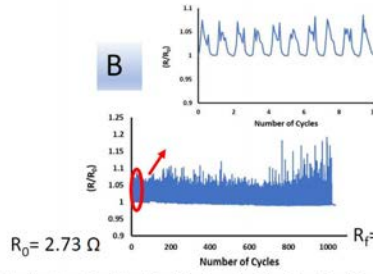 1.1
1.05
1
0.95
0.9
(R/R₀)
0 2 4 6 8 1
Number of Cycles
B
1.25
1.2
1.15
1.1
1.05
1
0.95
0.9
(R/R₀)
0 200 400 600 800 1000
Number of Cycles
R₀= 2.73 Ω
R_f=